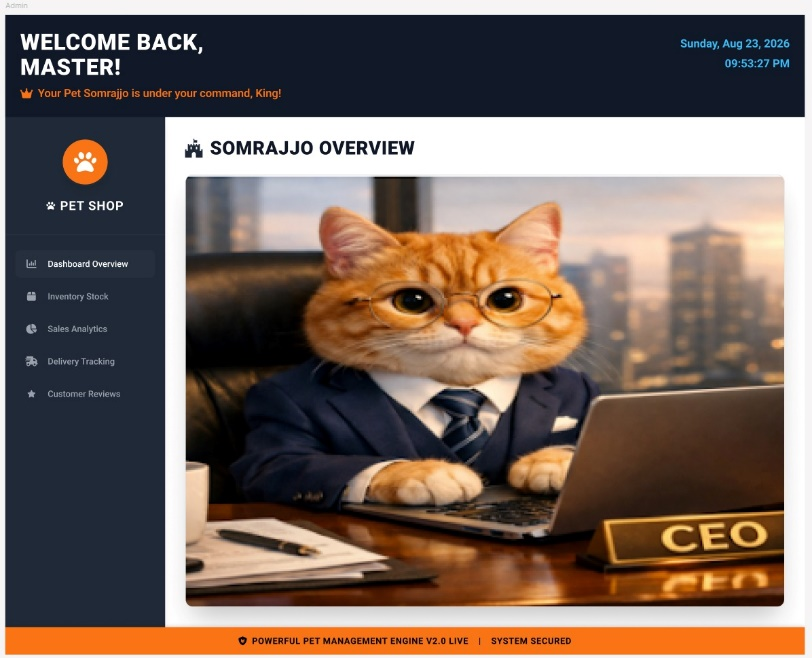 Admin
WELCOME BACK,
MASTER!
Your Pet Somrajjo is under your command, King!
Sunday, Aug 23, 2026
09:53:27 PM
PET SHOP
Dashboard Overview
Inventory Stock
Sales Analytics
Delivery Tracking
Customer Reviews
SOMRAJJO OVERVIEW
CEO
POWERFUL PET MANAGEMENT ENGINE V2.0 LIVE | SYSTEM SECURED